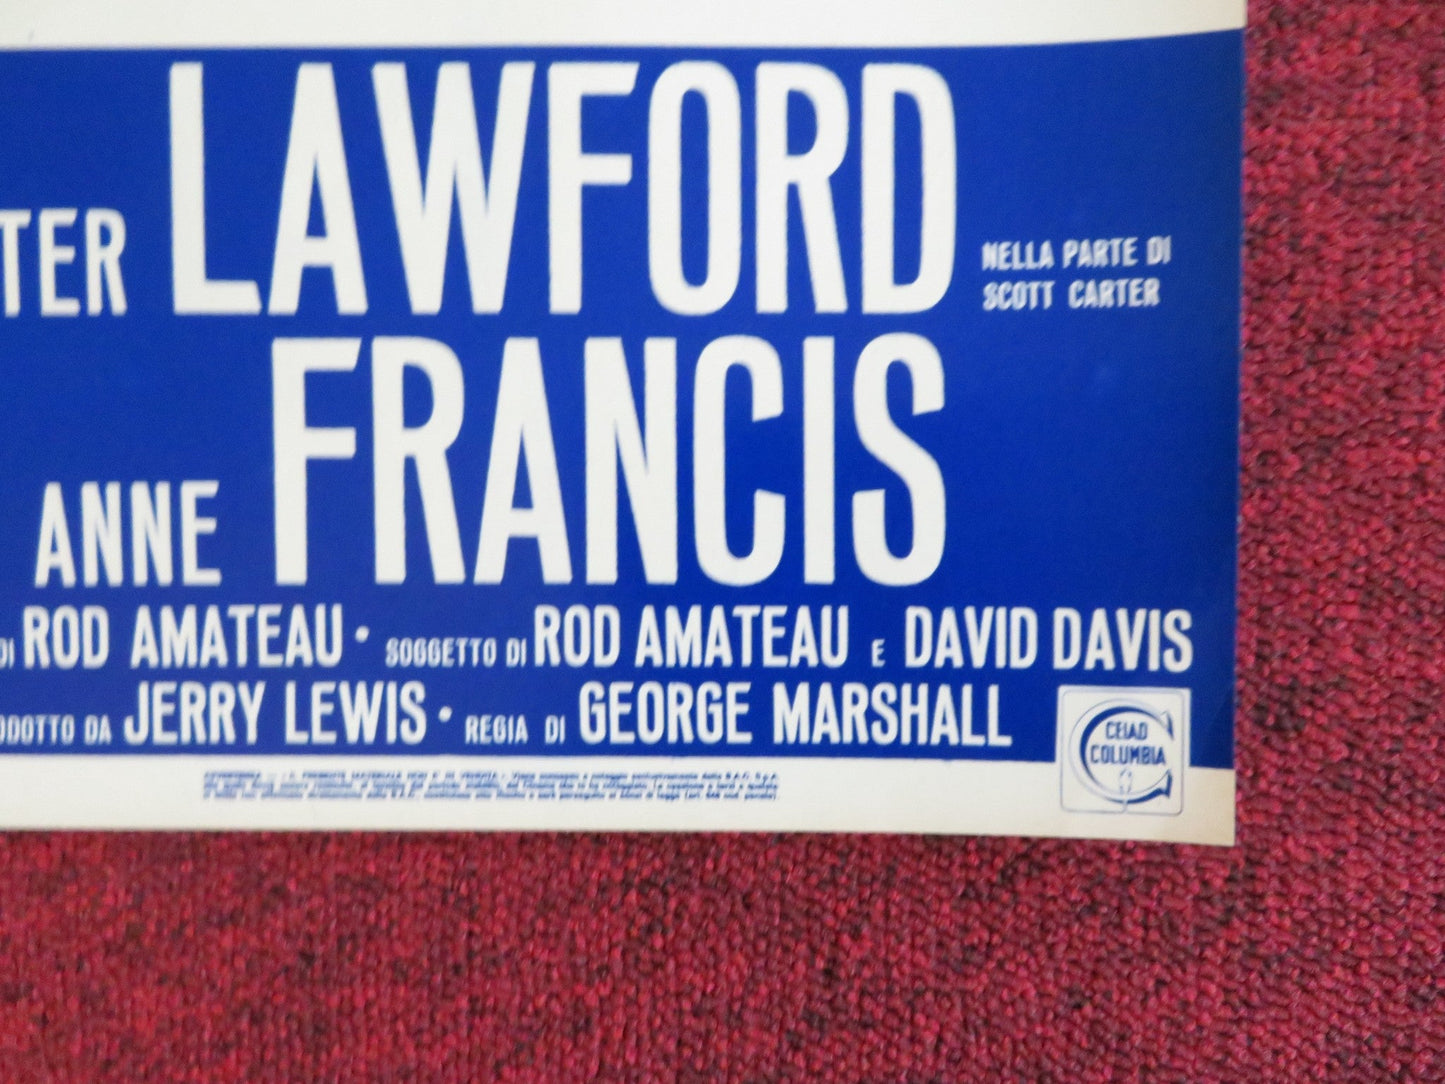 TER LAWFORD NELLA PARTE DI
SCOTT CARTER
ANNE FRANCIS
DI ROD AMATEAU • SOGGETTO DI ROD AMATEAU E DAVID DAVIS
ODOTTO DA JERRY LEWIS • REGIA DI GEORGE MARSHALL
CEIAD
COLUMBIA